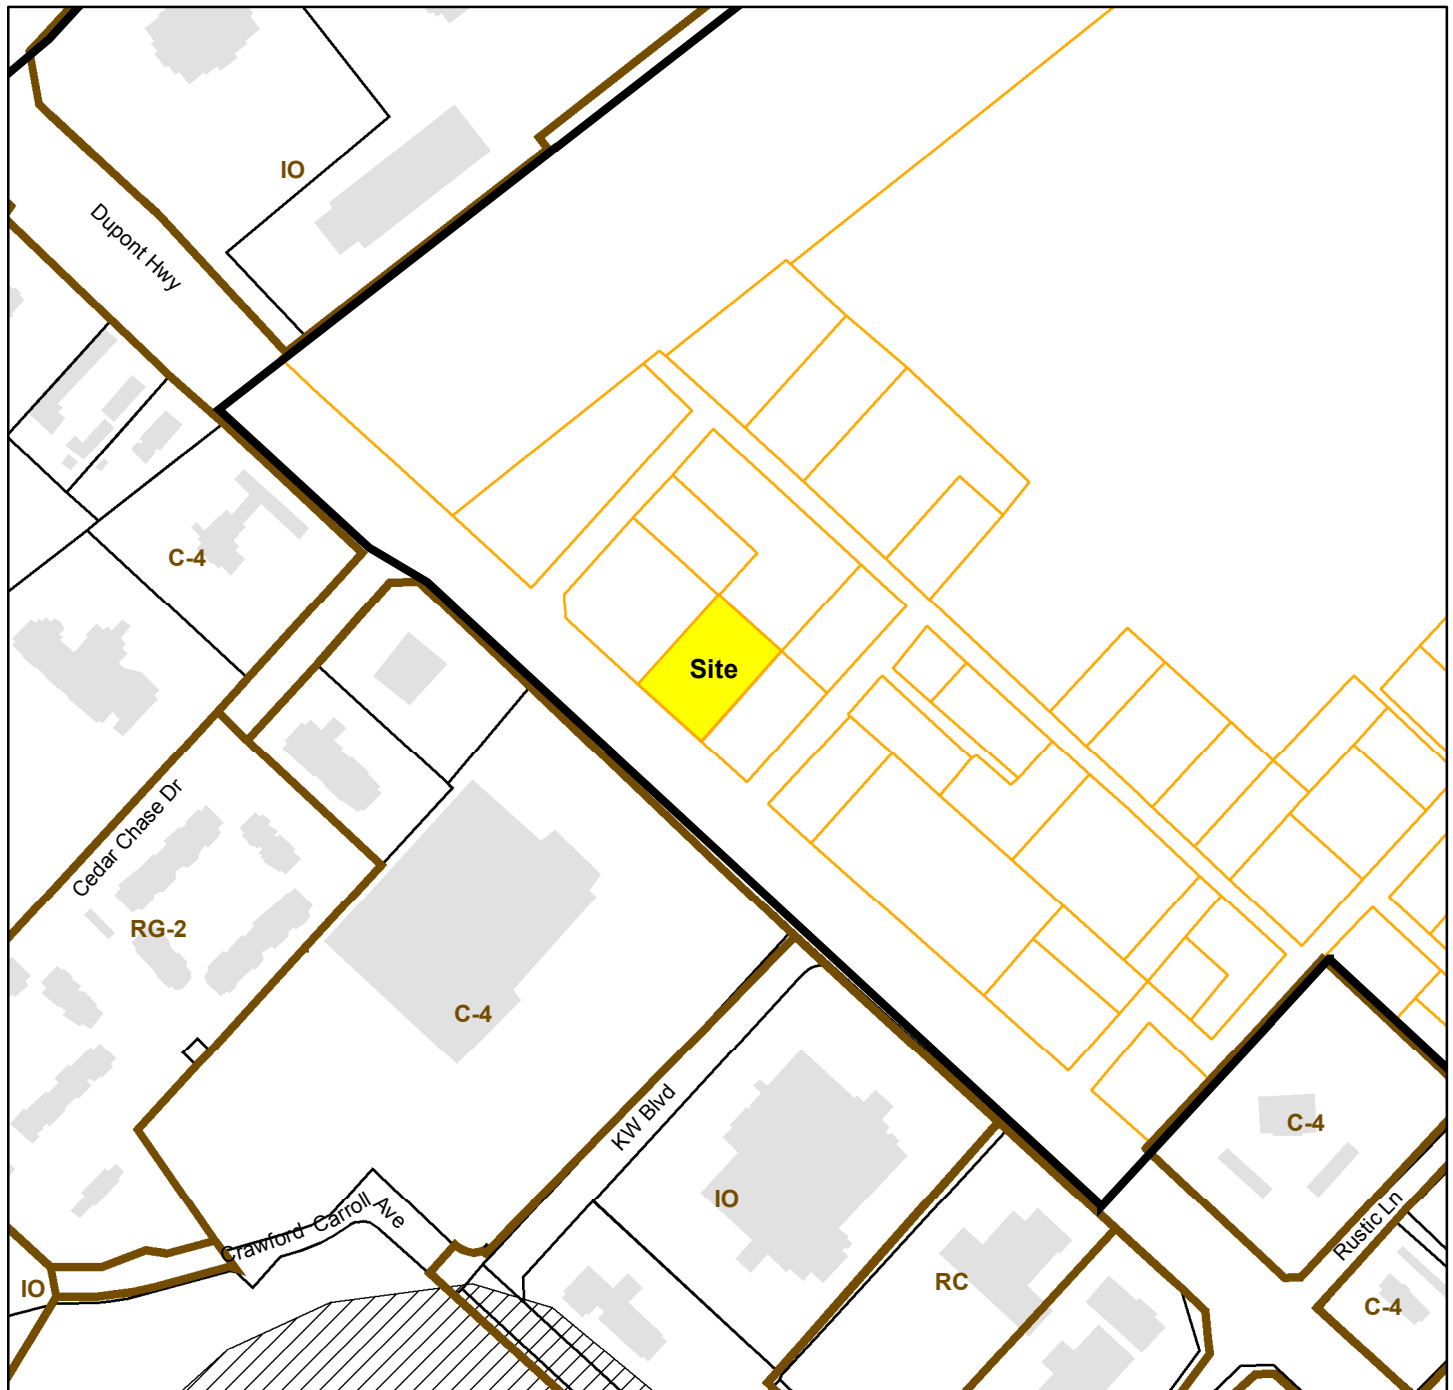 IO
Dupont Hwy
C-4
Site
Cedar Chase Dr
RG-2
C-4
KW Blvd
C-4
IO
Crawford Carroll Ave
Rustic Ln
IO
RC
C-4